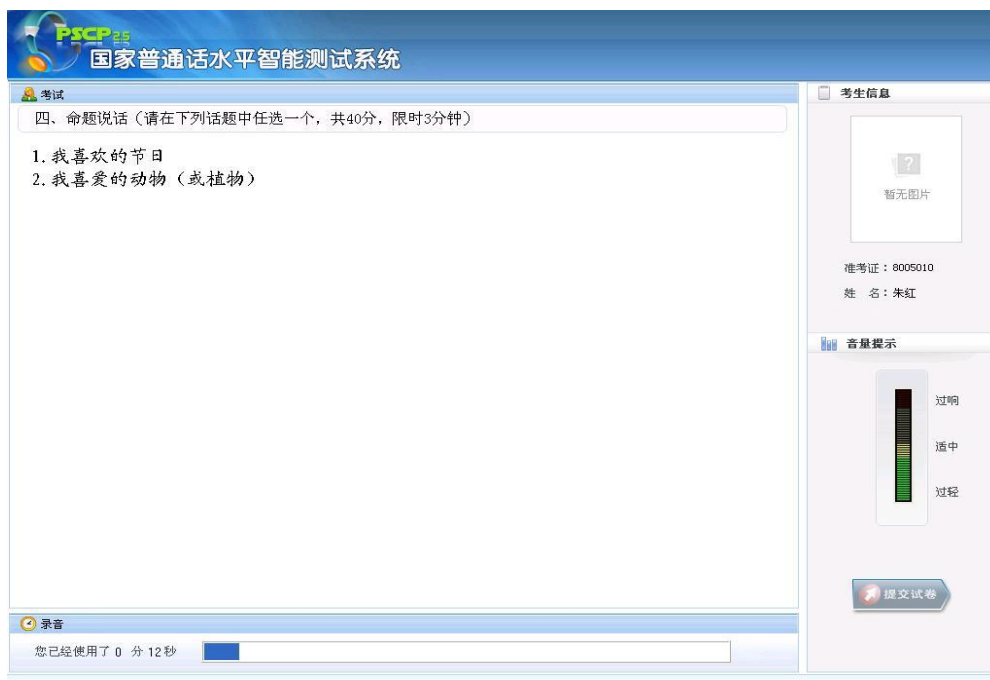 PSCP2.5
国家普通话水平智能测试系统
考试
四、命题说话（请在下列话题中任选一个，共40分，限时3分钟）
1.我喜欢的节日
2.我喜爱的动物（或植物）
录音
您已经使用了 0 分 12秒
考生信息
?
暂无图片
准考证：8005010
姓 名：朱红
音量提示
过响
适中
过轻
提交试卷